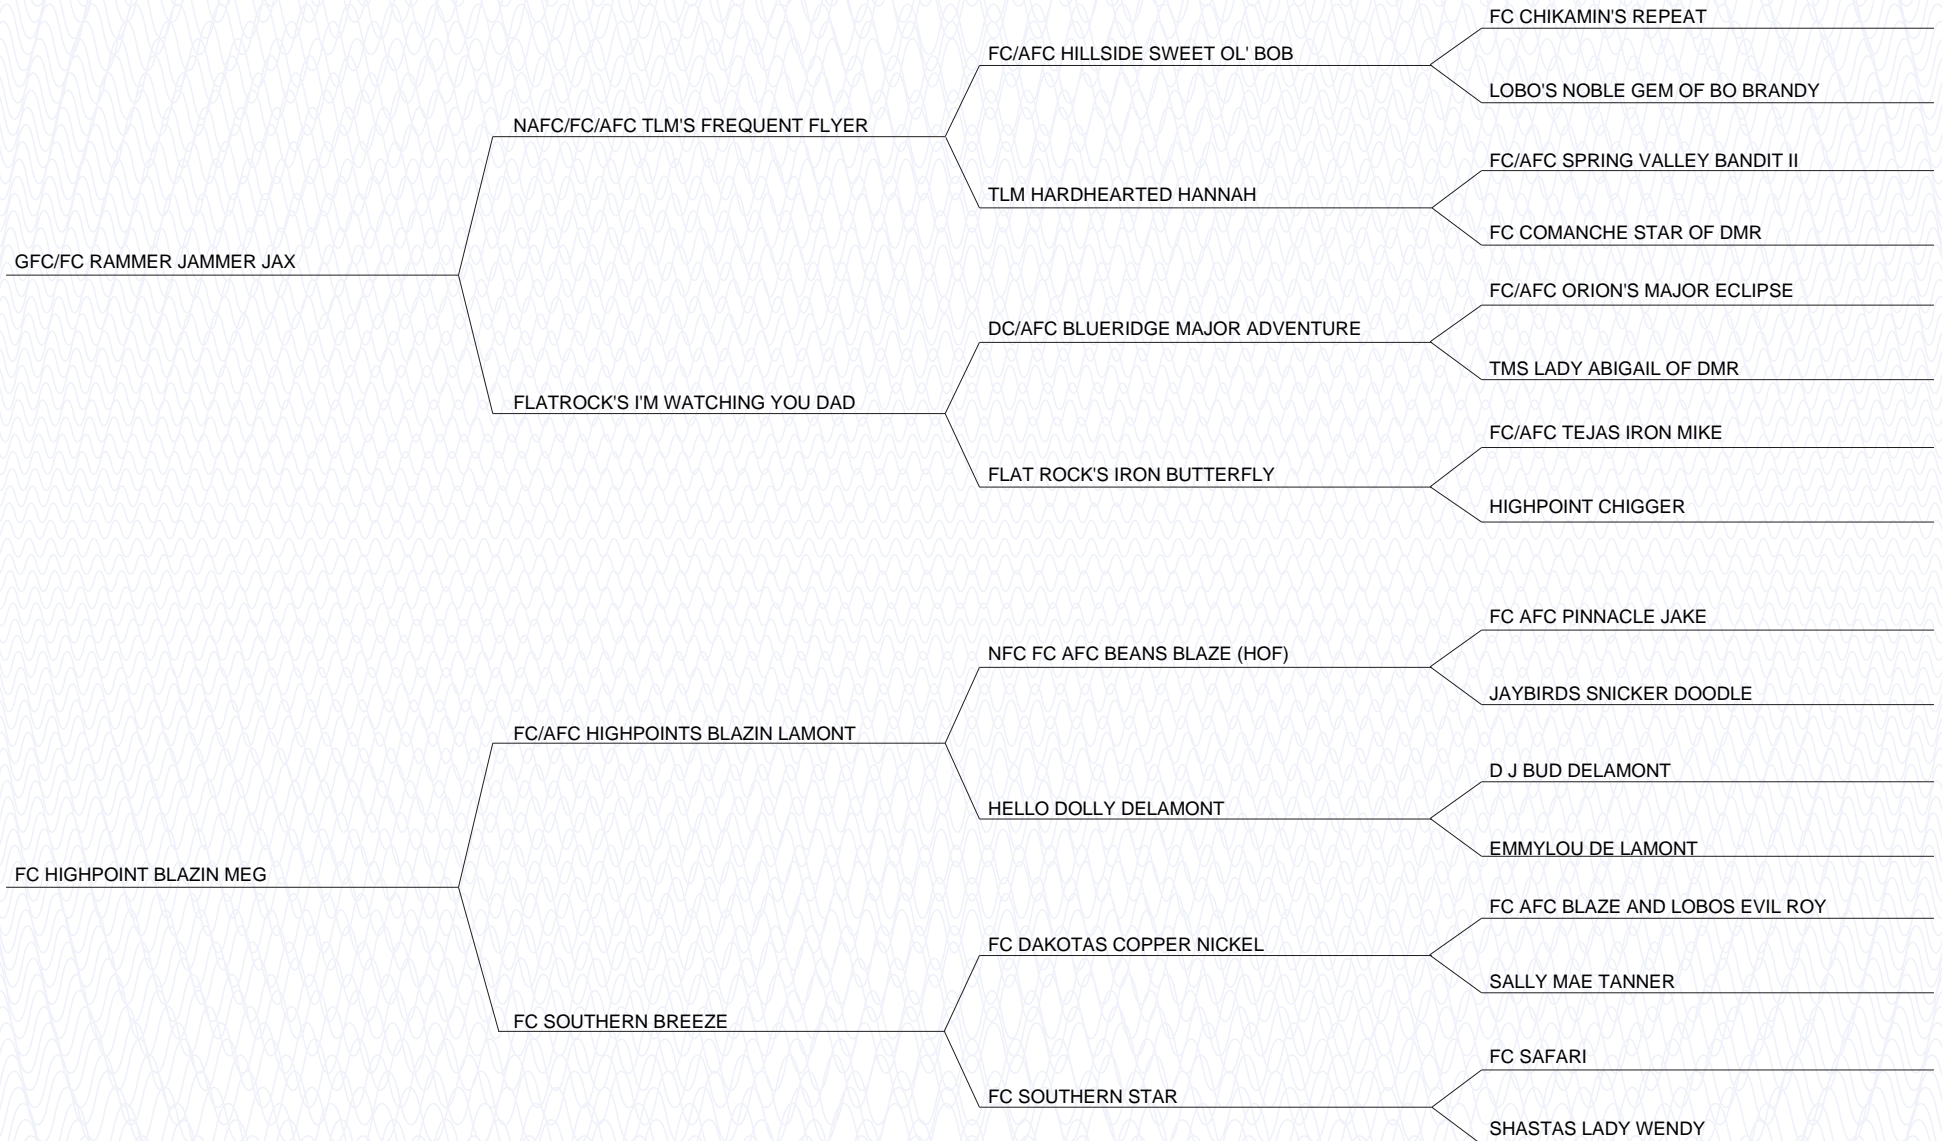 FC CHIKAMIN'S REPEAT
FC/AFC HILLSIDE SWEET OL' BOB
LOBO'S NOBLE GEM OF BO BRANDY
NAFC/FC/AFC TLM'S FREQUENT FLYER
FC/AFC SPRING VALLEY BANDIT II
TLM HARDHEARTED HANNAH
FC COMANCHE STAR OF DMR
GFC/FC RAMMER JAMMER JAX
FC/AFC ORION'S MAJOR ECLIPSE
DC/AFC BLUERIDGE MAJOR ADVENTURE
TMS LADY ABIGAIL OF DMR
FLATROCK'S I'M WATCHING YOU DAD
FC/AFC TEJAS IRON MIKE
FLAT ROCK'S IRON BUTTERFLY
HIGHPOINT CHIGGER
FC AFC PINNACLE JAKE
NFC FC AFC BEANS BLAZE (HOF)
JAYBIRDS SNICKER DOODLE
FC/AFC HIGHPOINTS BLAZIN LAMONT
D J BUD DELAMONT
HELLO DOLLY DELAMONT
EMMYLOU DE LAMONT
FC HIGHPOINT BLAZIN MEG
FC AFC BLAZE AND LOBOS EVIL ROY
FC DAKOTAS COPPER NICKEL
SALLY MAE TANNER
FC SOUTHERN BREEZE
FC SAFARI
FC SOUTHERN STAR
SHASTAS LADY WENDY